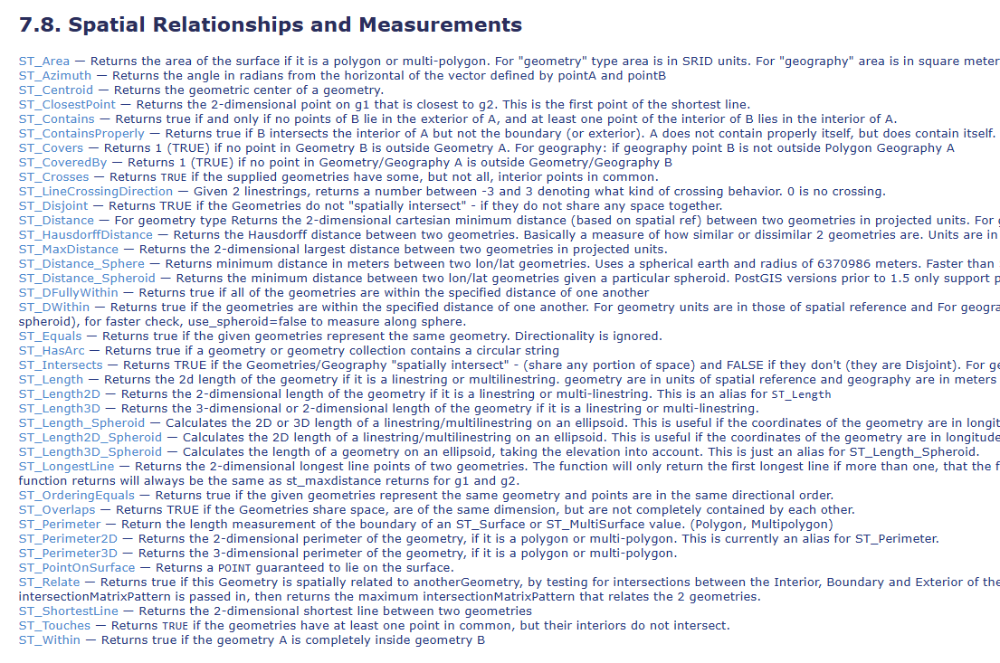 7.8. Spatial Relationships and Measurements
ST_Area — Returns the area of the surface if it is a polygon or multi-polygon. For "geometry" type area is in SRID units. For "geography" area is in square meter
ST_Azimuth — Returns the angle in radians from the horizontal of the vector defined by pointA and pointB
ST_Centroid — Returns the geometric center of a geometry.
ST_ClosestPoint — Returns the 2-dimensional point on g1 that is closest to g2. This is the first point of the shortest line.
ST_Contains — Returns true if and only if no points of B lie in the exterior of A, and at least one point of the interior of B lies in the interior of A.
ST_ContainsProperly — Returns true if B intersects the interior of A but not the boundary (or exterior). A does not contain properly itself, but does contain itself.
ST_Covers — Returns 1 (TRUE) if no point in Geometry B is outside Geometry A. For geography: if geography point B is not outside Polygon Geography A
ST_CoveredBy — Returns 1 (TRUE) if no point in Geometry/Geography A is outside Geometry/Geography B
ST_Crosses — Returns TRUE if the supplied geometries have some, but not all, interior points in common.
ST_LineCrossingDirection — Given 2 linestrings, returns a number between -3 and 3 denoting what kind of crossing behavior. 0 is no crossing.
ST_Disjoint — Returns TRUE if the Geometries do not "spatially intersect" - if they do not share any space together.
ST_Distance — For geometry type Returns the 2-dimensional cartesian minimum distance (based on spatial ref) between two geometries in projected units. For
ST_HausdorffDistance — Returns the Hausdorff distance between two geometries. Basically a measure of how similar or dissimilar 2 geometries are. Units are in
ST_MaxDistance — Returns the 2-dimensional largest distance between two geometries in projected units.
ST_Distance_Sphere — Returns minimum distance in meters between two lon/lat geometries. Uses a spherical earth and radius of 6370986 meters. Faster than
ST_Distance_Spheroid — Returns the minimum distance between two lon/lat geometries given a particular spheroid. PostGIS versions prior to 1.5 only support p
ST_DFullyWithin — Returns true if all of the geometries are within the specified distance of one another
ST_DWithin — Returns true if the geometries are within the specified distance of one another. For geometry units are in those of spatial reference and For geogra
spheroid), for faster check, use_spheroid=false to measure along sphere.
ST_Equals — Returns true if the given geometries represent the same geometry. Directionality is ignored.
ST_HasArc — Returns true if a geometry or geometry collection contains a circular string
ST_Intersects — Returns TRUE if the Geometries/Geography "spatially intersect" - (share any portion of space) and FALSE if they don't (they are Disjoint). For ge
ST_Length — Returns the 2d length of the geometry if it is a linestring or multilinestring. geometry are in units of spatial reference and geography are in meters
ST_Length2D — Returns the 2-dimensional length of the geometry if it is a linestring or multi-linestring. This is an alias for ST_Length
ST_Length3D — Returns the 3-dimensional or 2-dimensional length of the geometry if it is a linestring or multi-linestring.
ST_Length_Spheroid — Calculates the 2D or 3D length of a linestring/multilinestring on an ellipsoid. This is useful if the coordinates of the geometry are in longit
ST_Length2D_Spheroid — Calculates the 2D length of a linestring/multilinestring on an ellipsoid. This is useful if the coordinates of the geometry are in longitude
ST_Length3D_Spheroid — Calculates the length of a geometry on an ellipsoid, taking the elevation into account. This is just an alias for ST_Length_Spheroid.
ST_LongestLine — Returns the 2-dimensional longest line points of two geometries. The function will only return the first longest line if more than one, that the f
function returns will always be the same as st_maxdistance returns for g1 and g2.
ST_OrderingEquals — Returns true if the given geometries represent the same geometry and points are in the same directional order.
ST_Overlaps — Returns TRUE if the Geometries share space, are of the same dimension, but are not completely contained by each other.
ST_Perimeter — Return the length measurement of the boundary of an ST_Surface or ST_MultiSurface value. (Polygon, Multipolygon)
ST_Perimeter2D — Returns the 2-dimensional perimeter of the geometry, if it is a polygon or multi-polygon. This is currently an alias for ST_Perimeter.
ST_Perimeter3D — Returns the 3-dimensional perimeter of the geometry, if it is a polygon or multi-polygon.
ST_PointOnSurface — Returns a POINT guaranteed to lie on the surface.
ST_Relate — Returns true if this Geometry is spatially related to anotherGeometry, by testing for intersections between the Interior, Boundary and Exterior of the
intersectionMatrixPattern is passed in, then returns the maximum intersectionMatrixPattern that relates the 2 geometries.
ST_ShortestLine — Returns the 2-dimensional shortest line between two geometries
ST_Touches — Returns TRUE if the geometries have at least one point in common, but their interiors do not intersect.
ST_Within — Returns true if the geometry A is completely inside geometry B